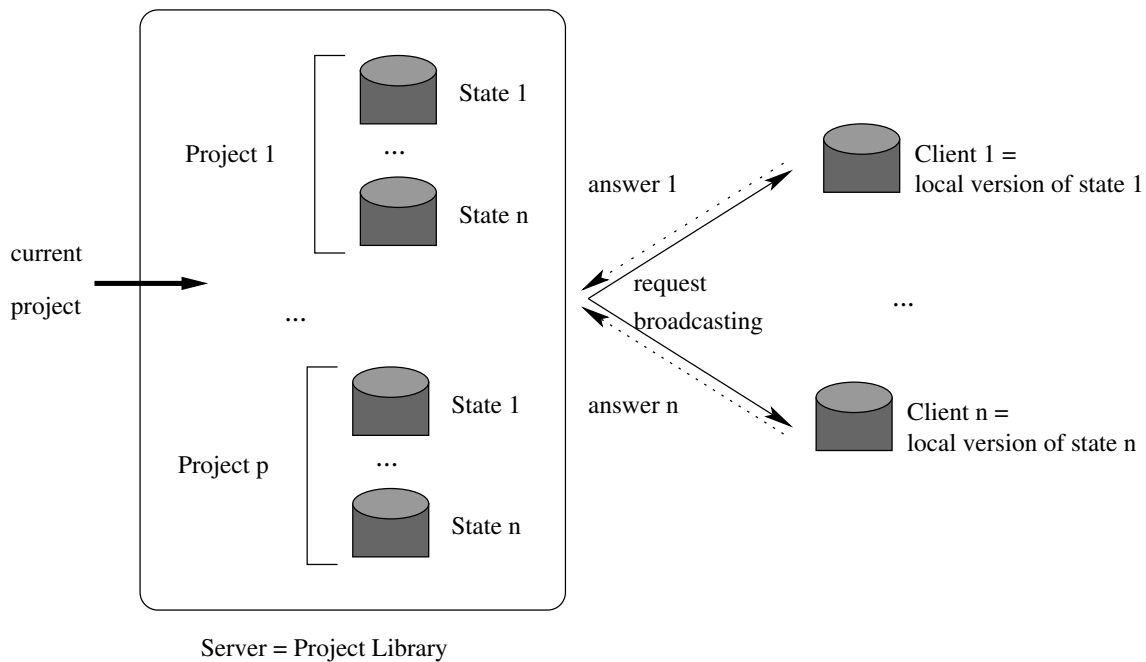 State 1
...
Project 1
State n
current
project
...
State 1
...
Project p
State n
Server = Project Library
answer 1
request
broadcasting
answer n
Client 1 =
local version of state 1
...
Client n =
local version of state n